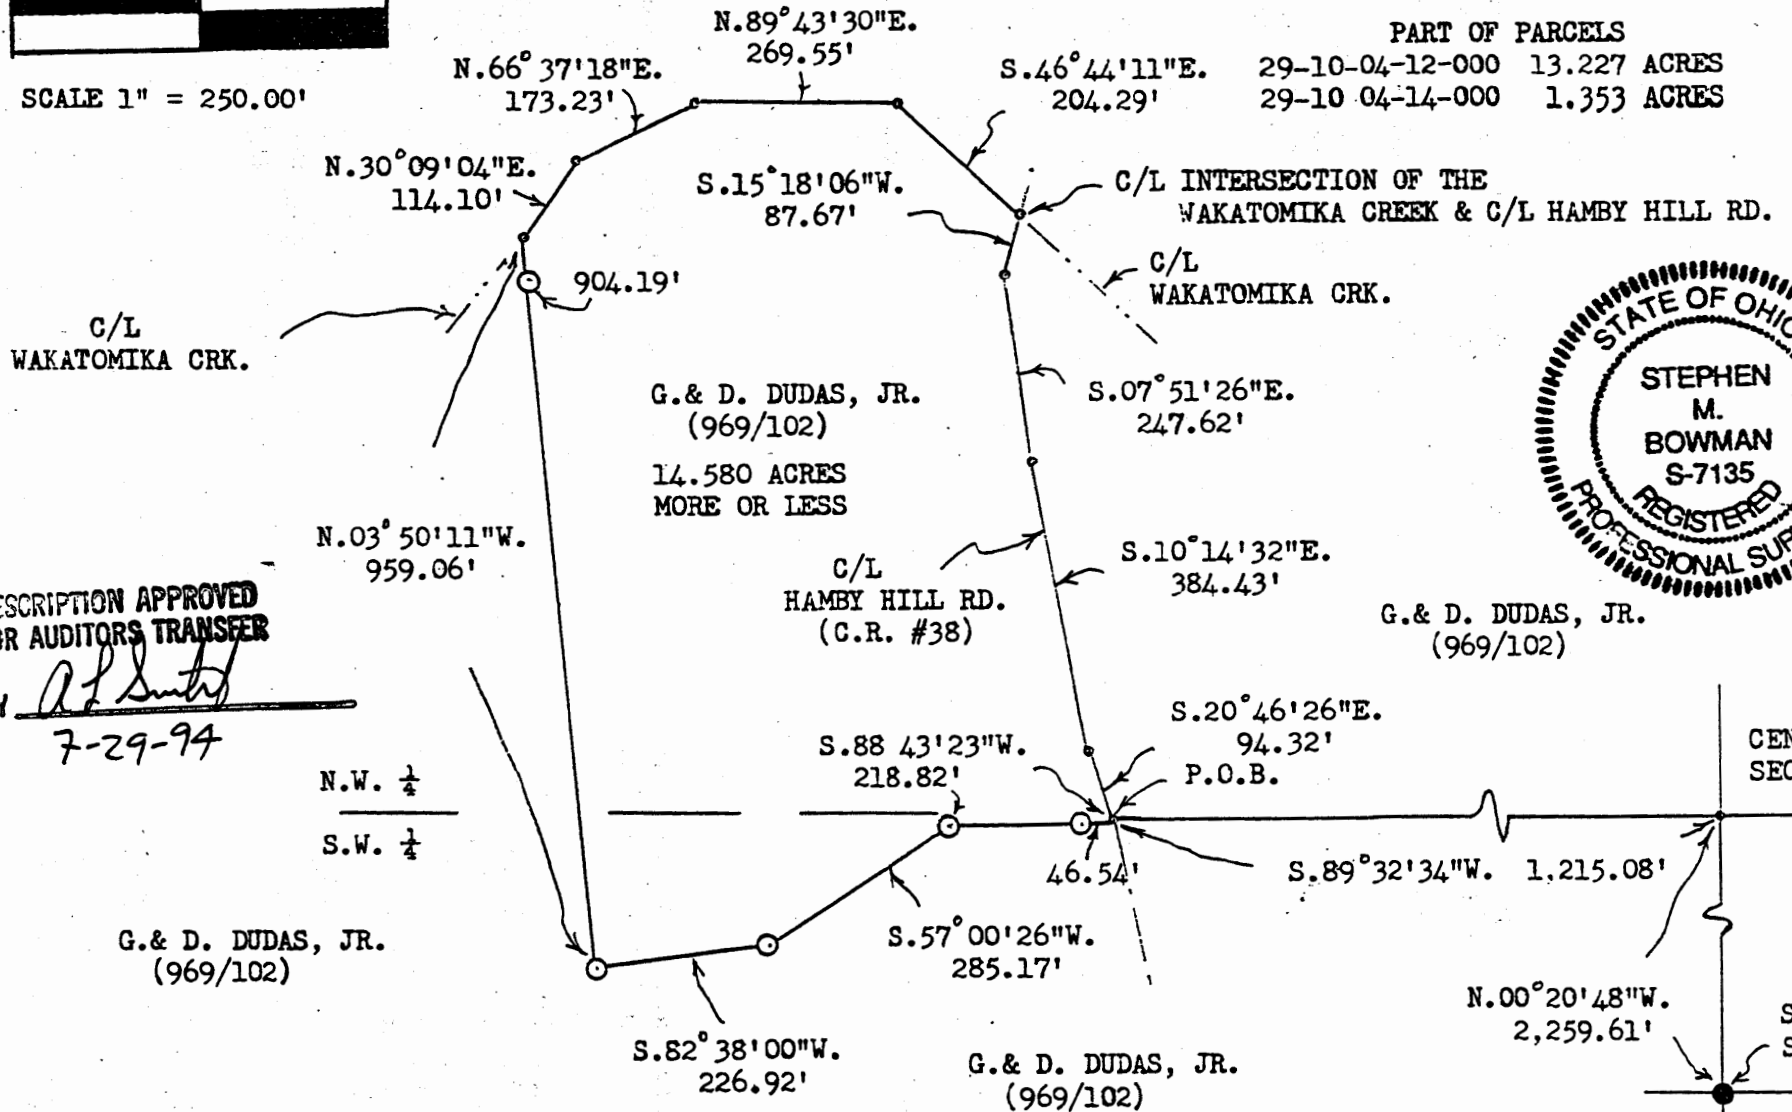 N.89°43'30"E.
269.55'
PART OF PARCELS
29-10-04-12-000 13.227 ACRES
29-10 04-14-000 1.353 ACRES
N.66°37'18"E.
173.23'
S.46°44'11"E.
204.29'
SCALE 1" = 250.00'
N.30°09'04"E.
114.10'
S.15°18'06"W.
87.67'
C/L INTERSECTION OF THE
WAKATOMIKA CREEK & C/L HAMBY HILL RD.
904.19'
C/L
WAKATOMIKA CRK.
C/L
WAKATOMIKA CRK.
STATE OF OHIO
STEPHEN
M.
BOWMAN
S-7135
REGISTERED
PROFESSIONAL SUR
G.& D. DUDAS, JR.
(969/102)
14.580 ACRES
MORE OR LESS
S.07°51'26"E.
247.62'
N.03°50'11"W.
959.06'
C/L
HAMBY HILL RD.
(C.R. #38)
S.10°14'32"E.
384.43'
G.& D. DUDAS, JR.
(969/102)
ESCRIPTION APPROVED
OR AUDITORS TRANSFER
Y
7-29-94
S.20°46'26"E.
94.32'
P.O.B.
S.88 43'23"W.
218.82'
CEN
SEC
N.W. ¼
S.W. ¼
46.54'
S.89°32'34"W. 1,215.08'
G.& D. DUDAS, JR.
(969/102)
S.57°00'26"W.
285.17'
N.00°20'48"W.
2,259.61'
S
S
S.82°38'00"W.
226.92'
G.& D. DUDAS, JR.
(969/102)